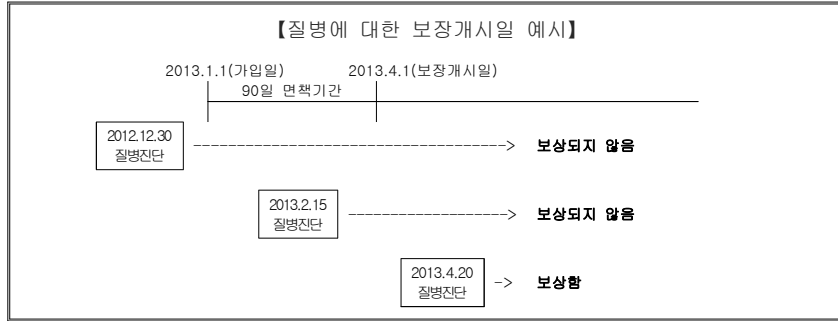 【질병에 대한 보장개시일 예시】
2013.1.1(가입일) 2013.4.1(보장개시일)
90일 면책기간
2012.12.30
질병진단
-----------------------------------> 보상되지 않음
2013.2.15
질병진단
------------------> 보상되지 않음
2013.4.20
질병진단
-> 보상함